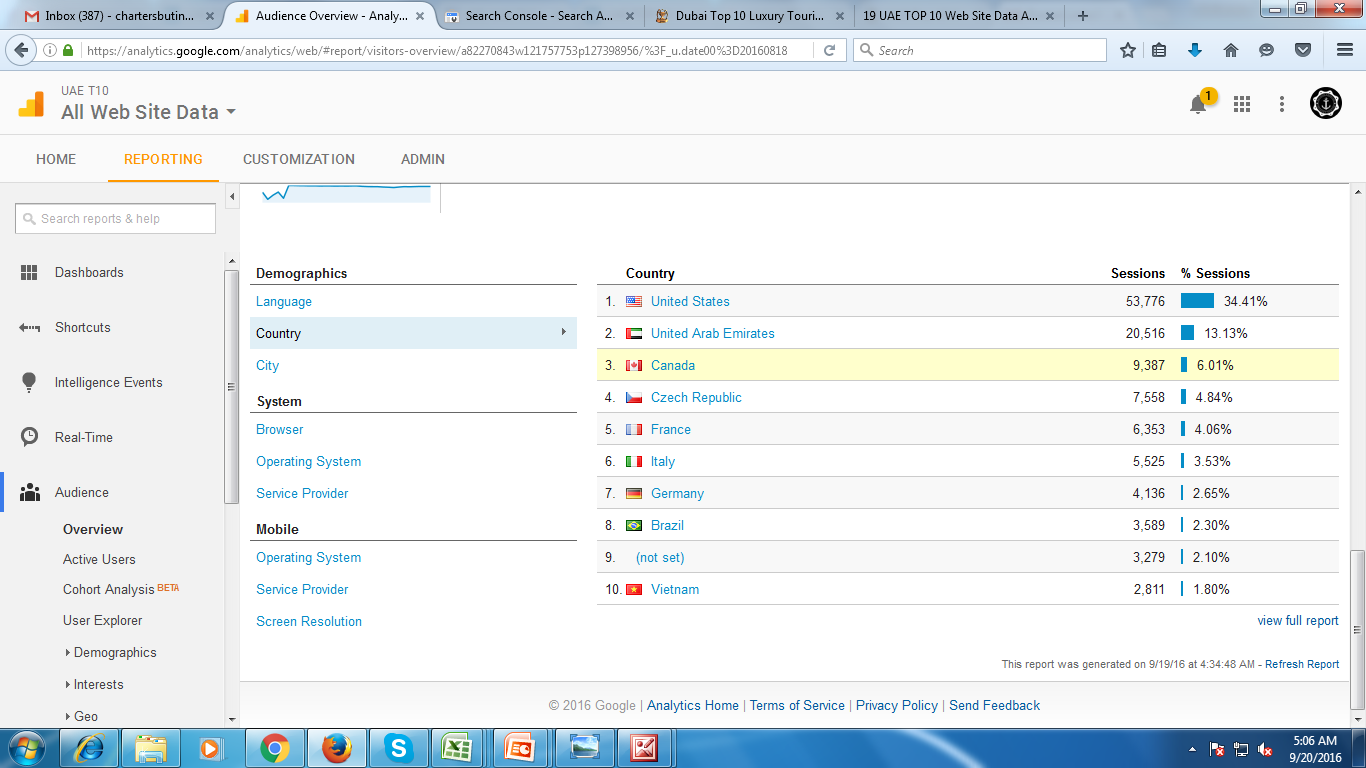 Inbox (387) - chartersbutin...
Audience Overview - Analy...
Search Console - Search A...
Dubai Top 10 Luxury Touri...
19 UAE TOP 10 Web Site Data A...
https://analytics.google.com/analytics/web/#report/visitors-overview/a82270843w121757753p127398956/%3F_u.date00%3D20160818
Search
UAE T10
All Web Site Data
1
HOME
REPORTING
CUSTOMIZATION
ADMIN
Search reports & help
Dashboards
Shortcuts
Intelligence Events
Real-Time
Audience
Overview
Active Users
Cohort Analysis BETA
User Explorer
Demographics
Interests
Geo
Demographics
Language
Country
City
System
Browser
Operating System
Service Provider
Mobile
Operating System
Service Provider
Screen Resolution
Country Sessions % Sessions
1. United States 53,776 34.41%
2. United Arab Emirates 20,516 13.13%
3. Canada 9,387 6.01%
4. Czech Republic 7,558 4.84%
5. France 6,353 4.06%
6. Italy 5,525 3.53%
7. Germany 4,136 2.65%
8. Brazil 3,589 2.30%
9. (not set) 3,279 2.10%
10. Vietnam 2,811 1.80%
view full report
This report was generated on 9/19/16 at 4:34:48 AM - Refresh Report
© 2016 Google | Analytics Home | Terms of Service | Privacy Policy | Send Feedback
5:06 AM
9/20/2016